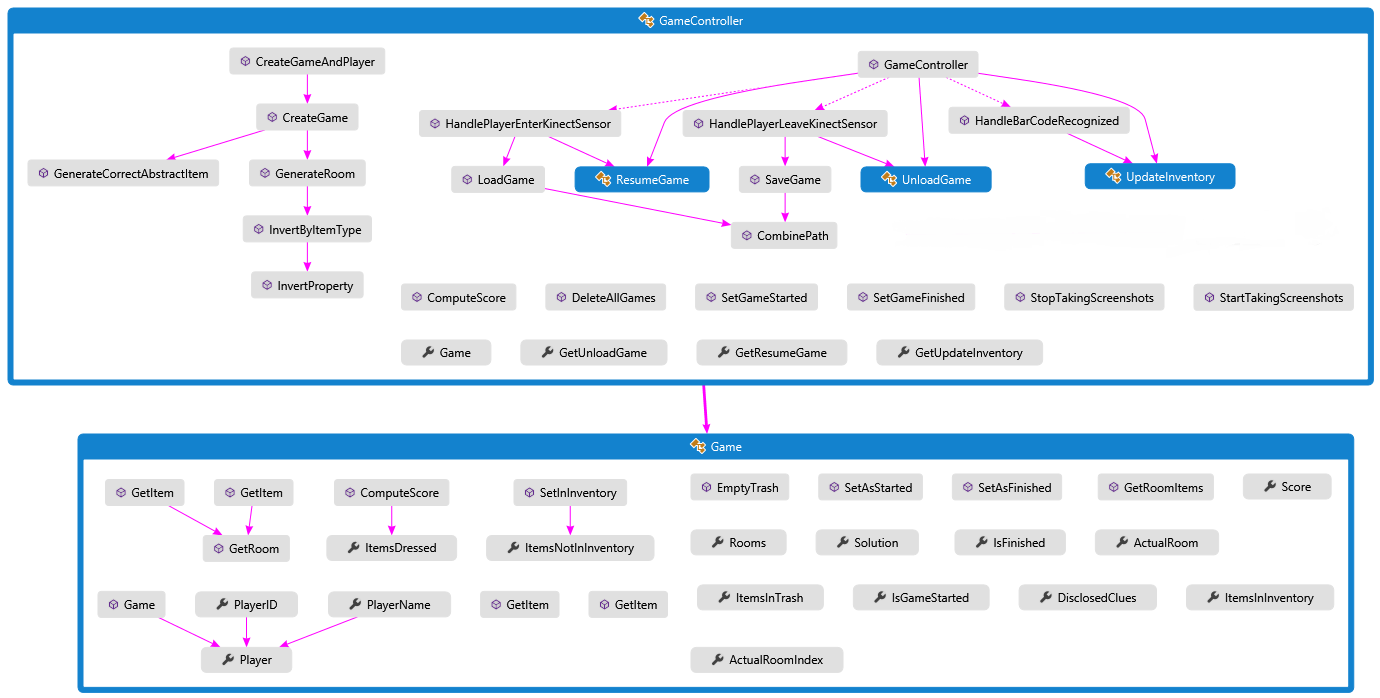 GameController
CreateGameAndPlayer
GameController
CreateGame
HandlePlayerEnterKinectSensor
HandlePlayerLeaveKinectSensor
HandleBarCodeRecognized
GenerateCorrectAbstractItem
GenerateRoom
LoadGame
ResumeGame
SaveGame
UnloadGame
UpdateInventory
InvertByItemType
CombinePath
InvertProperty
ComputeScore
DeleteAllGames
SetGameStarted
SetGameFinished
StopTakingScreenshots
StartTakingScreenshots
Game
GetUnloadGame
GetResumeGame
GetUpdateInventory
Game
GetItem
GetItem
ComputeScore
SetInInventory
EmptyTrash
SetAsStarted
SetAsFinished
GetRoomItems
Score
GetRoom
ItemsDressed
ItemsNotInInventory
Rooms
Solution
IsFinished
ActualRoom
Game
PlayerID
PlayerName
GetItem
GetItem
ItemsInTrash
IsGameStarted
DisclosedClues
ItemsInInventory
Player
ActualRoomIndex